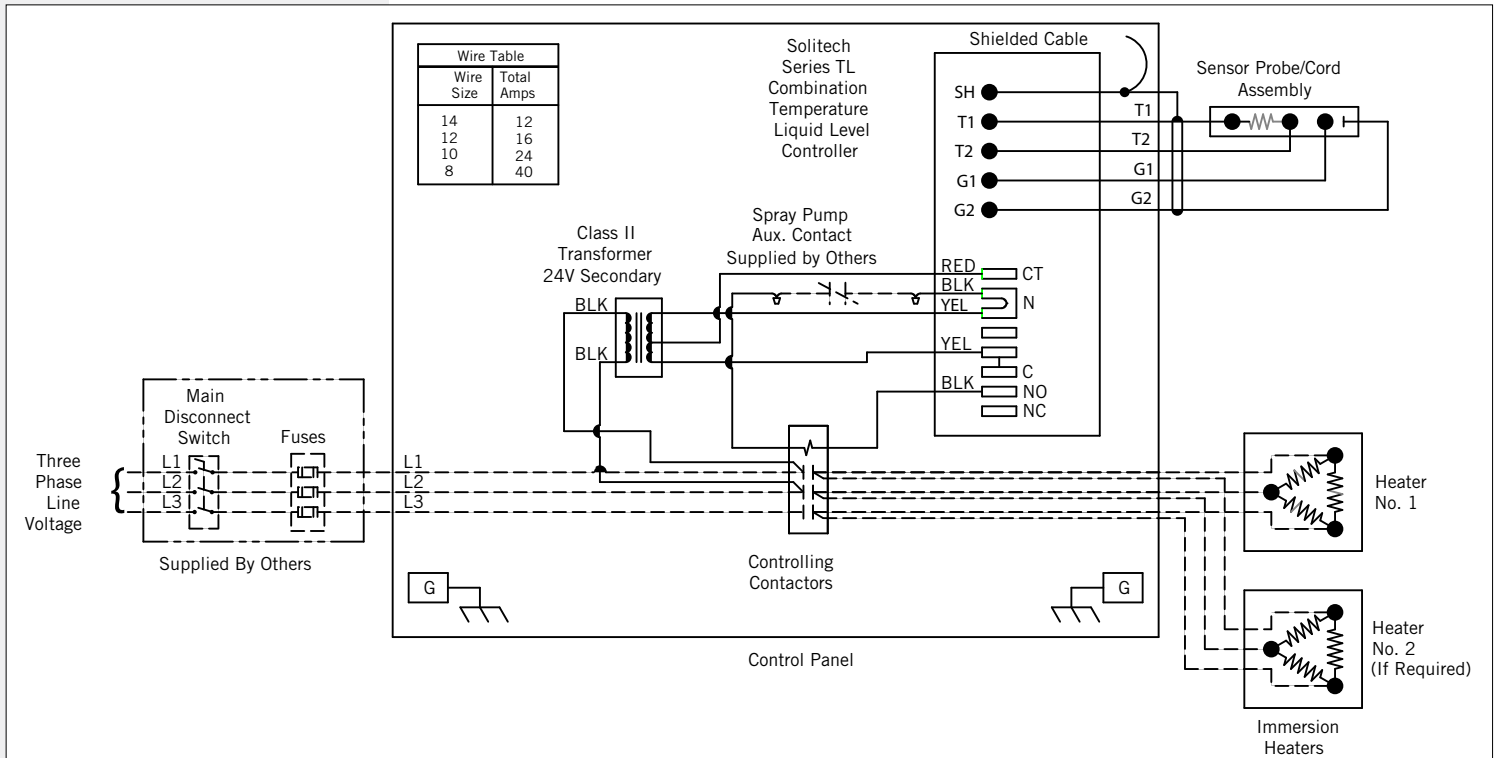 Wire Table
Wire Size
Total Amps
14 12
12 16
10 24
8 40
Solitech
Series TL
Combination
Temperature
Liquid Level
Controller
Shielded Cable
SH
T1
T2
G1
G2
T1
T2
G1
G2
Sensor Probe/Cord
Assembly
Spray Pump
Aux. Contact
Supplied by Others
Class II
Transformer
24V Secondary
BLK
BLK
RED
BLK
YEL
YEL
BLK
CT
N
C
NO
NC
Main
Disconnect
Switch
Fuses
Three
Phase
Line
Voltage
L1
L2
L3
L1
L2
L3
Supplied By Others
Controlling
Contactors
G
G
Control Panel
Heater
No. 1
Heater
No. 2
(If Required)
Immersion
Heaters